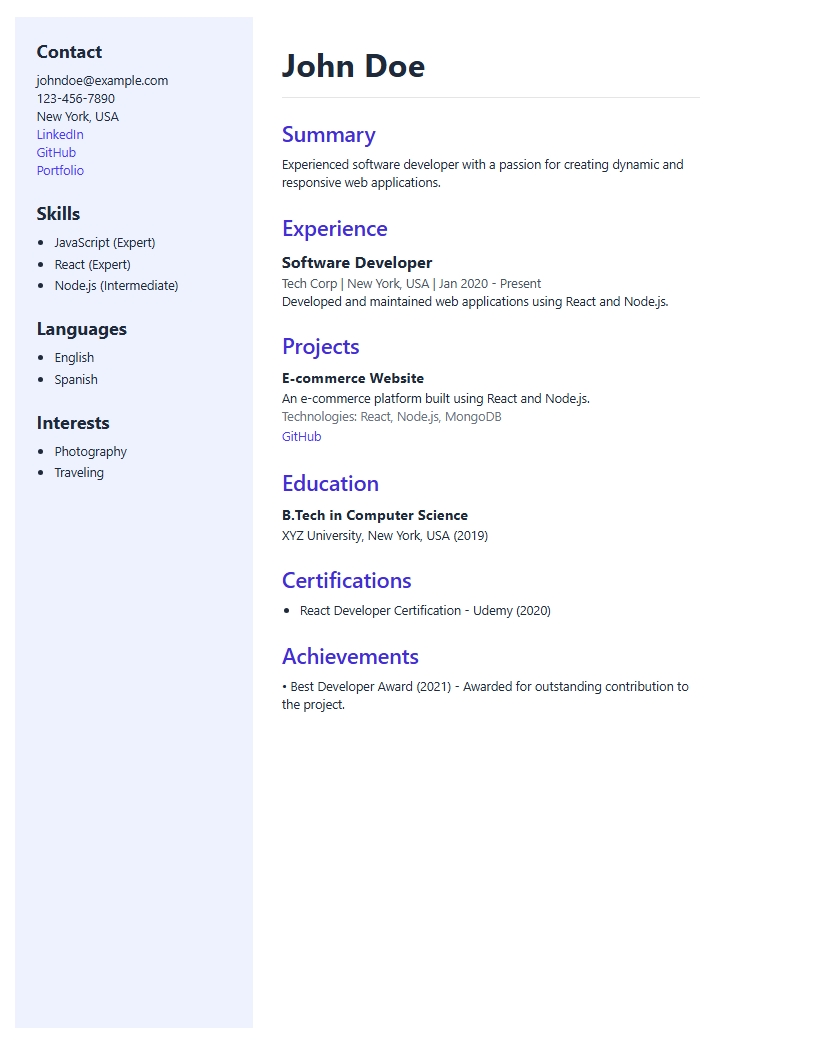 Contact
johndoe@example.com
123-456-7890
New York, USA
LinkedIn
GitHub
Portfolio
Skills
• JavaScript (Expert)
• React (Expert)
• Node.js (Intermediate)
Languages
• English
• Spanish
Interests
• Photography
• Traveling
John Doe
Summary
Experienced software developer with a passion for creating dynamic and
responsive web applications.
Experience
Software Developer
Tech Corp | New York, USA | Jan 2020 - Present
Developed and maintained web applications using React and Node.js.
Projects
E-commerce Website
An e-commerce platform built using React and Node.js.
Technologies: React, Node.js, MongoDB
GitHub
Education
B.Tech in Computer Science
XYZ University, New York, USA (2019)
Certifications
• React Developer Certification - Udemy (2020)
Achievements
• Best Developer Award (2021) - Awarded for outstanding contribution to
the project.